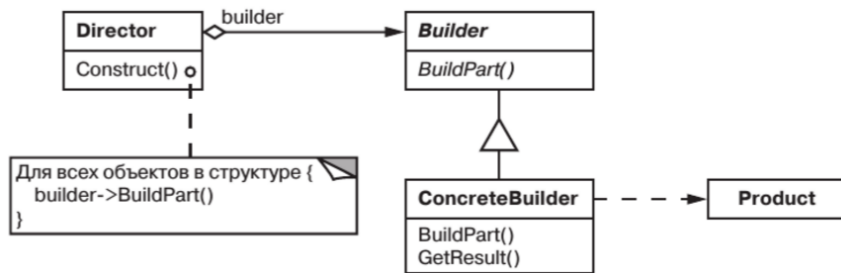 Director
Construct()
builder
Builder
BuildPart()
Для всех объектов в структуре {
builder->BuildPart()
}
ConcreteBuilder
BuildPart()
GetResult()
Product